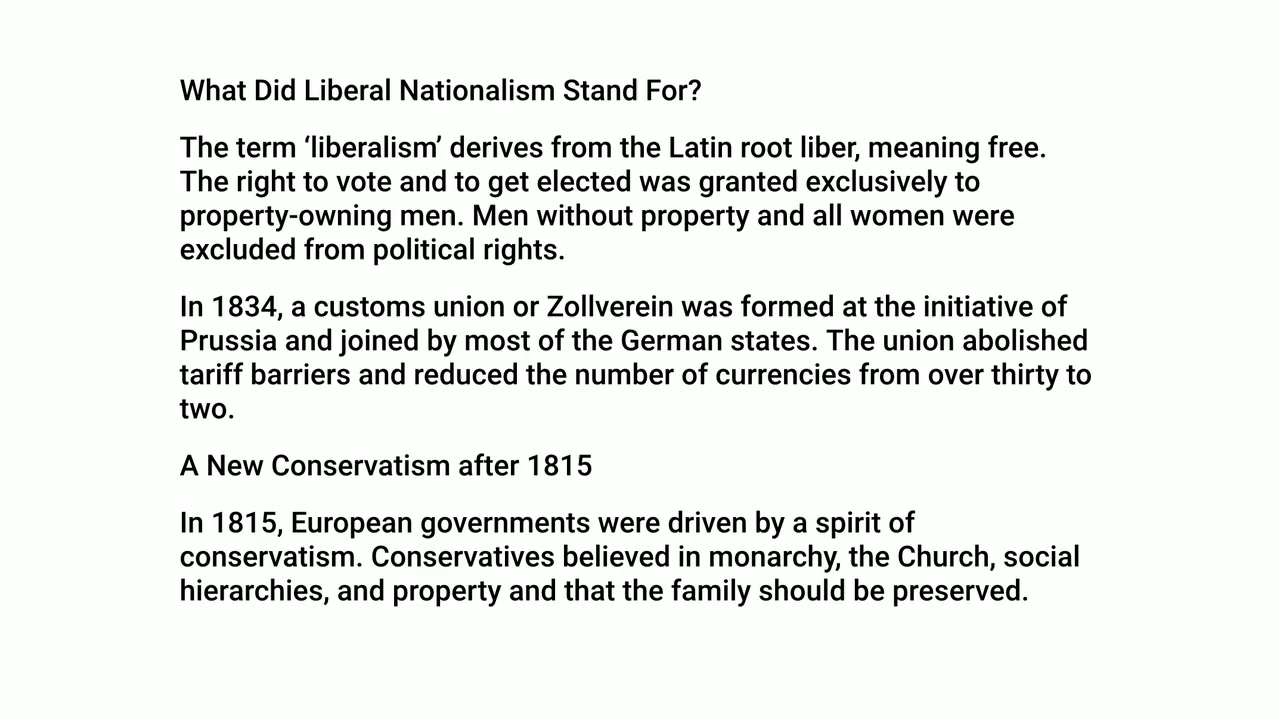 What Did Liberal Nationalism Stand For?
The term ‘liberalism’ derives from the Latin root liber, meaning free.
The right to vote and to get elected was granted exclusively to
property-owning men. Men without property and all women were
excluded from political rights.
In 1834, a customs union or Zollverein was formed at the initiative of
Prussia and joined by most of the German states. The union abolished
tariff barriers and reduced the number of currencies from over thirty to
two.
A New Conservatism after 1815
In 1815, European governments were driven by a spirit of
conservatism. Conservatives believed in monarchy, the Church, social
hierarchies, and property and that the family should be preserved.